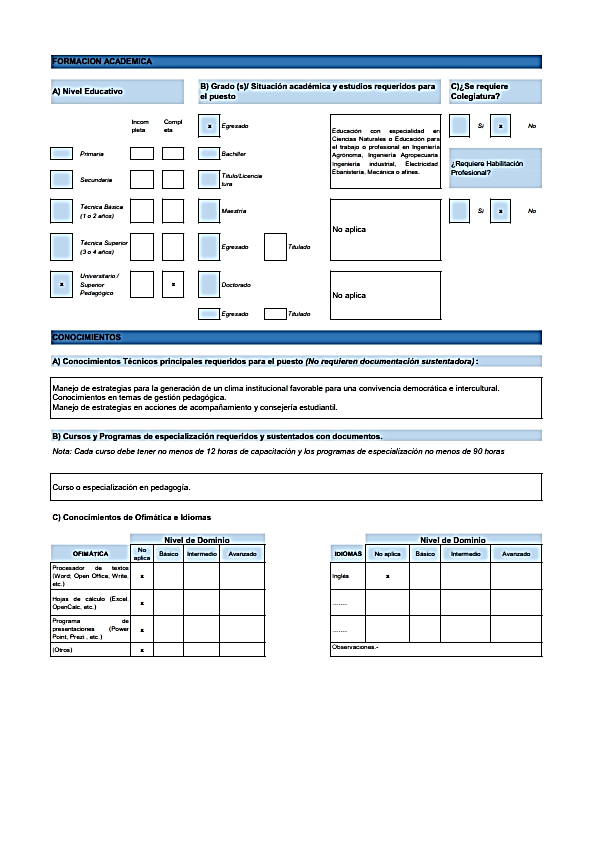 FORMACION ACADEMICA
A) Nivel Educativo
B) Grado (s)/ Situación académica y estudios requeridos para
el puesto
C)¿Se requiere
Colegiatura?
Incom
pleta
Compl
eta
x Egresado
Educación con especialidad en
Ciencias Naturales o Educación para
el trabajo o profesional en Ingeniería
Agrónoma, Ingeniería Agropecuaria.
Ingeniería industrial, Electricidad,
Ebanistería, Mecánica o afines.
Sí x No
Primaria
Bachiller
¿Requiere Habilitación
Profesional?
Secundaria
Título/Licencia
tura
Técnica Básica
(1 o 2 años)
Maestría
No aplica
Sí x No
Técnica Superior
(3 o 4 años)
Egresado Titulado
x Universitario /
Superior
Pedagógico
x
Doctorado
No aplica
Egresado Titulado
CONOCIMIENTOS
A) Conocimientos Técnicos principales requeridos para el puesto (No requieren documentación sustentadora) :
Manejo de estrategias para la generación de un clima institucional favorable para una convivencia democrática e intercultural.
Conocimientos en temas de gestión pedagógica.
Manejo de estrategias en acciones de acompañamiento y consejería estudiantil.
B) Cursos y Programas de especialización requeridos y sustentados con documentos.
Nota: Cada curso debe tener no menos de 12 horas de capacitación y los programas de especialización no menos de 90 horas
Curso o especialización en pedagogía.
C) Conocimientos de Ofimática e Idiomas
Nivel de Dominio
OFIMÁTICA No aplica Básico Intermedio Avanzado
Procesador de textos
(Word; Open Office, Write,
etc.)
x
Hojas de cálculo (Excel,
OpenCalc, etc.)
x
Programa de
presentaciones (Power
Point, Prezi , etc.)
x
(Otros) x
Nivel de Dominio
IDIOMAS No aplica Básico Intermedio Avanzado
Inglés x
........
........
Observaciones.-